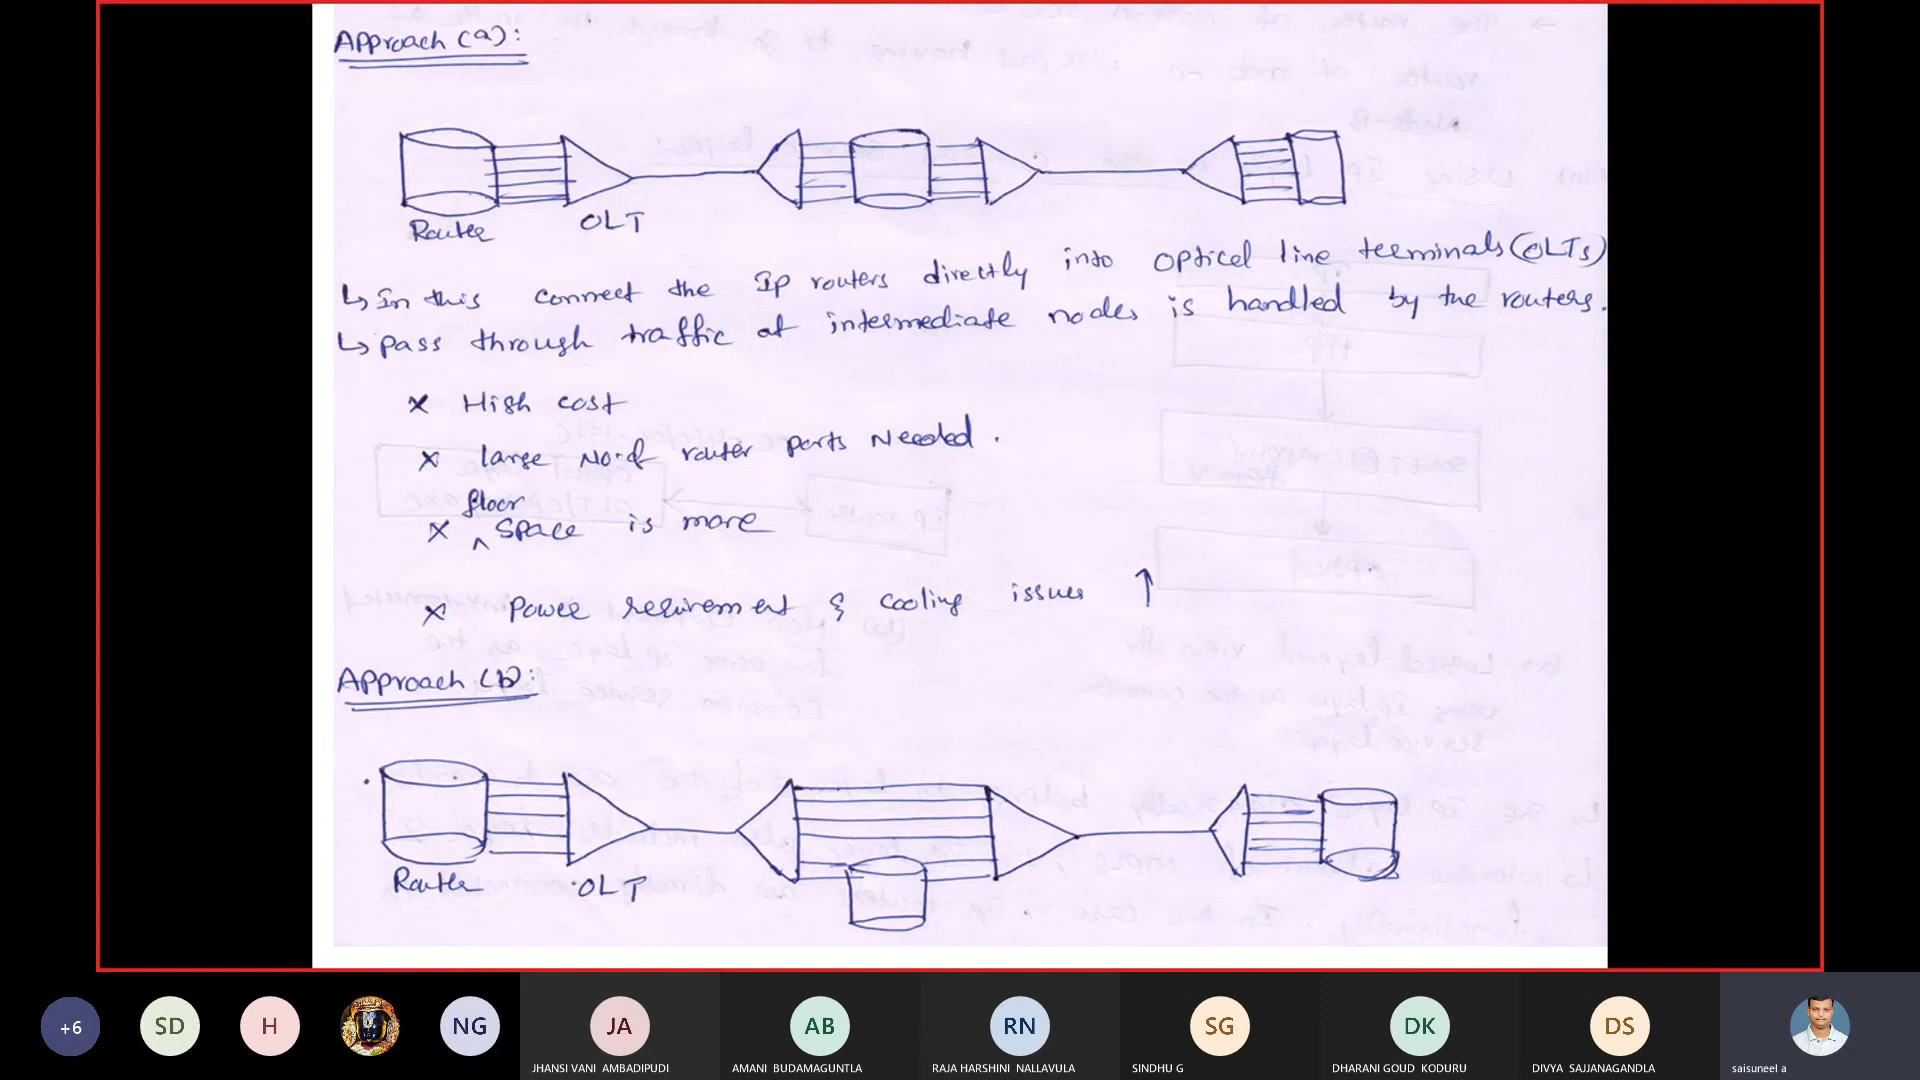 Approach (a):
Router
OLT
↳ In this connect the Ip routers directly into optical line terminals (OLTs)
↳ pass through traffic at intermediate nodes is handled by the routers.
x High cost
x large No.of router ports Needed.
floor
x ^ space is more
x Power requirement & cooling issues ↑
Approach (b):
Router
OLT
+6
SD
H
NG
JA
AB
RN
SG
DK
DS
JHANSI VANI AMBADIPUDI
AMANI BUDAMAGUNTLA
RAJA HARSHINI NALLAVULA
SINDHU G
DHARANI GOUD KODURU
DIVYA SAJJANAGANDLA
saisuneel a